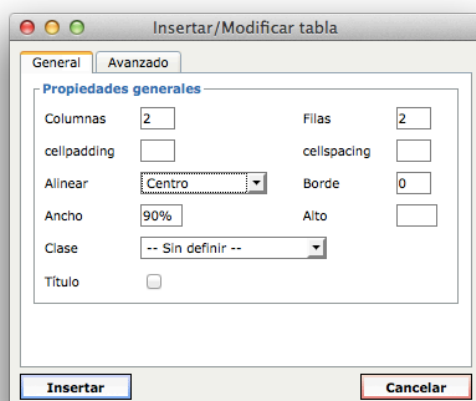 Insertar/Modificar tabla
General Avanzado
Propiedades generales
Columnas 2 Filas 2
cellpadding cellspacing
Alinear Centro Borde 0
Ancho 90% Alto
Clase -- Sin definir --
Título
Insertar Cancelar